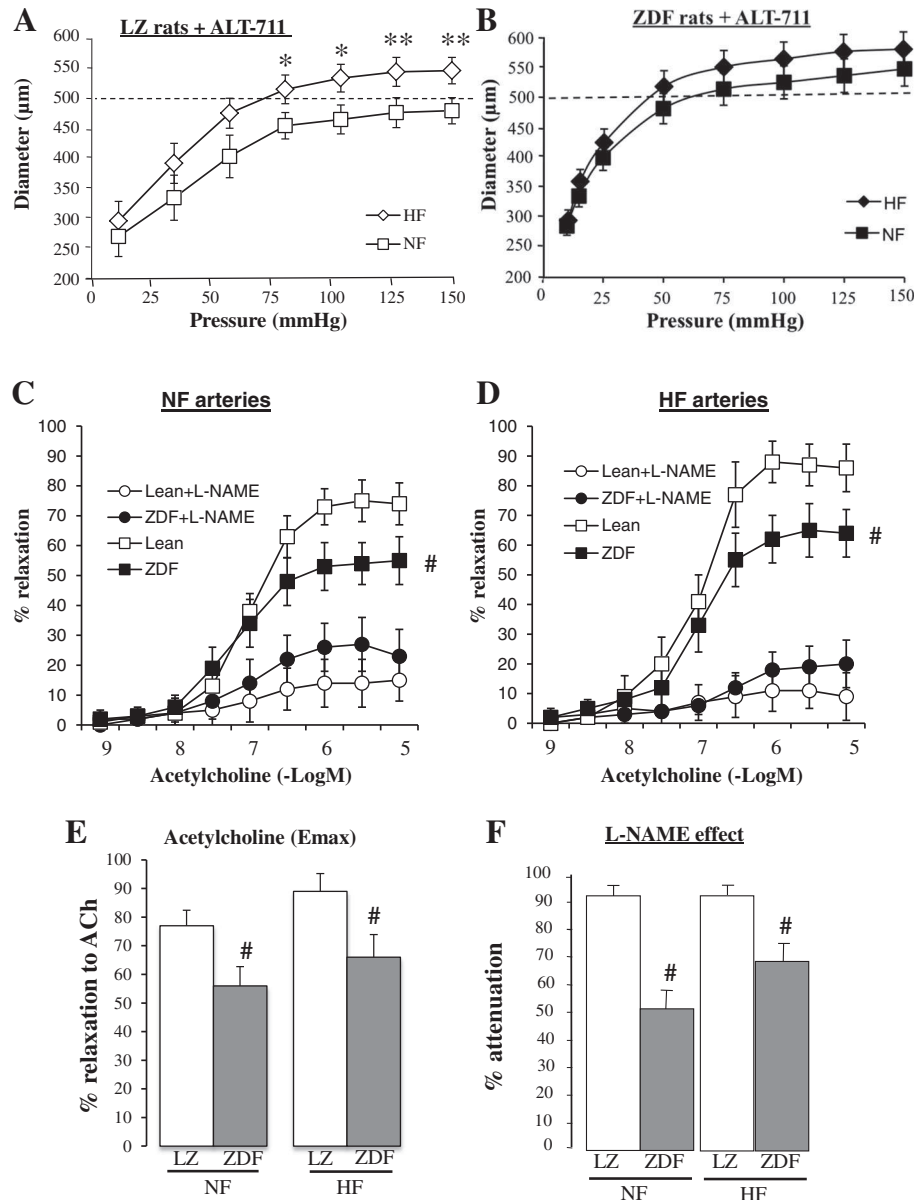 A
LZ rats + ALT-711
600
550
500
450
400
350
300
250
200
Diameter (µm)
* * ** **
HF
NF
0 25 50 75 100 125 150
Pressure (mmHg)
B
ZDF rats + ALT-711
600
550
500
450
400
350
300
250
200
Diameter (µm)
HF
NF
0 25 50 75 100 125 150
Pressure (mmHg)
C
NF arteries
100
90
80
70
60
50
40
30
20
10
0
% relaxation
Lean+L-NAME
ZDF+L-NAME
Lean
ZDF
#
9 8 7 6 5
Acetylcholine (-LogM)
D
HF arteries
100
90
80
70
60
50
40
30
20
10
0
% relaxation
Lean+L-NAME
ZDF+L-NAME
Lean
ZDF
#
9 8 7 6 5
Acetylcholine (-LogM)
E
Acetylcholine (Emax)
100
90
80
70
60
50
40
30
20
10
0
% relaxation to ACh
# #
LZ ZDF LZ ZDF
NF HF
F
L-NAME effect
100
90
80
70
60
50
40
30
20
10
0
% attenuation
# #
LZ ZDF LZ ZDF
NF HF